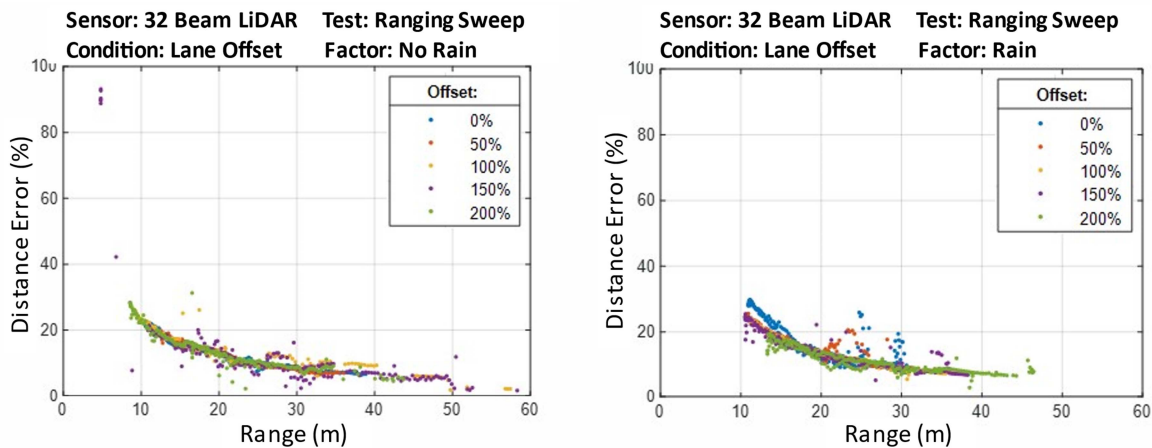 Sensor: 32 Beam LiDAR Test: Ranging Sweep
Condition: Lane Offset Factor: No Rain
100
80
60
40
20
0
Distance Error (%)
0 10 20 30 40 50 60
Range (m)
Offset:
0%
50%
100%
150%
200%
Sensor: 32 Beam LiDAR Test: Ranging Sweep
Condition: Lane Offset Factor: Rain
100
80
60
40
20
0
Distance Error (%)
0 10 20 30 40 50 60
Range (m)
Offset:
0%
50%
100%
150%
200%